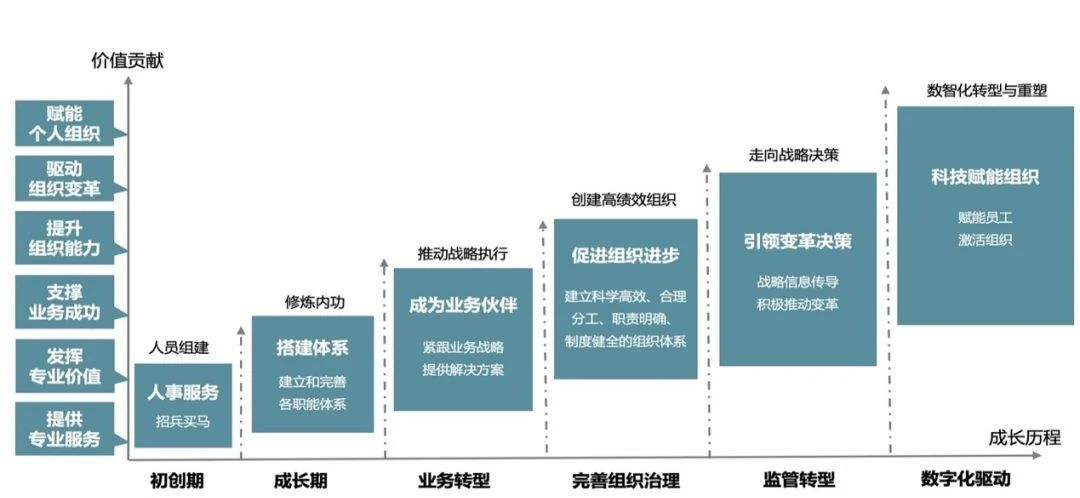 价值贡献
赋能
个人组织
驱动
组织变革
提升
组织能力
支撑
业务成功
发挥
专业价值
提供
专业服务
人员组建
人事服务
招兵买马
修炼内功
搭建体系
建立和完善
各职能体系
推动战略执行
成为业务伙伴
紧跟业务战略
提供解决方案
创建高绩效组织
促进组织进步
建立科学高效、合理
分工、职责明确、
制度健全的组织体系
走向战略决策
引领变革决策
战略信息传导
积极推动变革
数智化转型与重塑
科技赋能组织
赋能员工
激活组织
成长历程
初创期
成长期
业务转型
完善组织治理
监管转型
数字化驱动